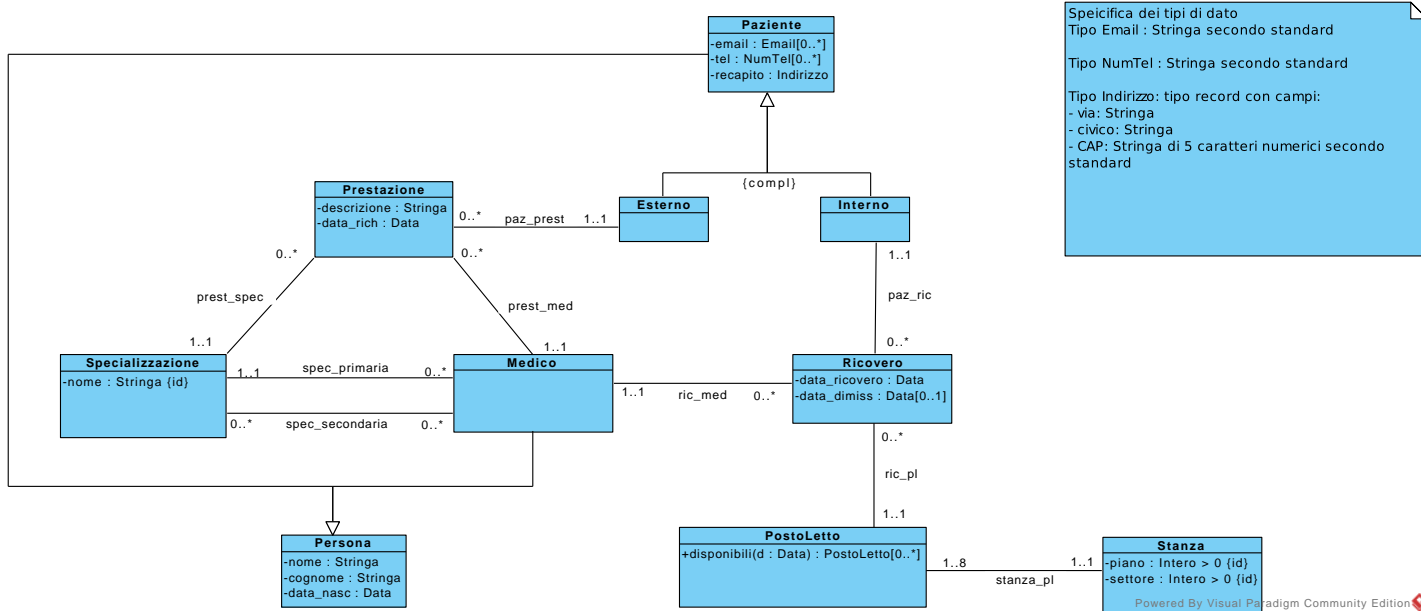 Paziente
-email : Email[0..*]
-tel : NumTel[0..*]
-recapito : Indirizzo
Speicifica dei tipi di dato
Tipo Email : Stringa secondo standard
Tipo NumTel : Stringa secondo standard
Tipo Indirizzo: tipo record con campi:
- via: Stringa
- civico: Stringa
- CAP: Stringa di 5 caratteri numerici secondo
standard
{compl}
Prestazione
-descrizione : Stringa
-data_rich : Data
0..*
paz_prest
1..1
Esterno
Interno
0..*
0..*
1..1
prest_spec
prest_med
paz_ric
1..1
1..1
0..*
Specializzazione
-nome : Stringa {id}
1..1
spec_primaria
0..*
0..*
spec_secondaria
0..*
Medico
1..1
ric_med
0..*
Ricovero
-data_ricovero : Data
-data_dimiss : Data[0..1]
0..*
ric_pl
1..1
Persona
-nome : Stringa
-cognome : Stringa
-data_nasc : Data
PostoLetto
+disponibili(d : Data) : PostoLetto[0..*]
1..8
stanza_pl
1..1
Stanza
-piano : Intero > 0 {id}
-settore : Intero > 0 {id}
Powered By Visual Paradigm Community Edition